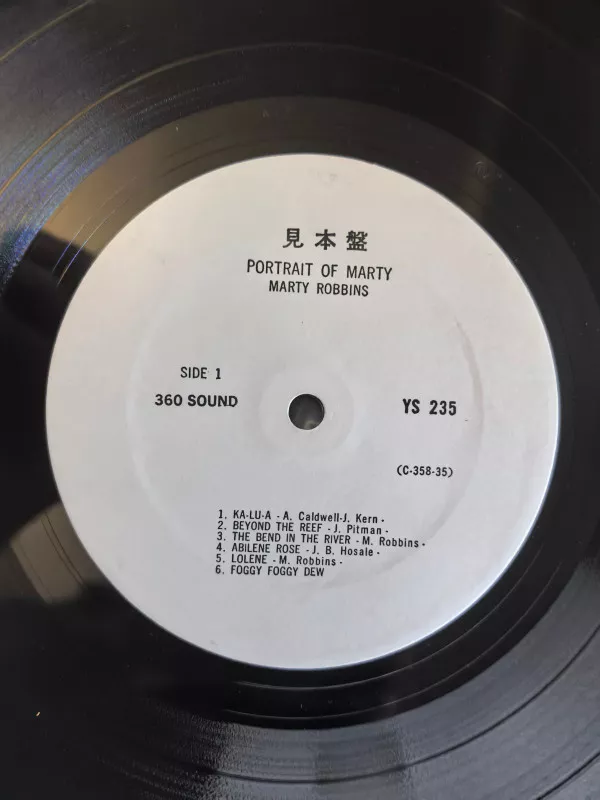 見本盤
PORTRAIT OF MARTY
MARTY ROBBINS
SIDE 1
360 SOUND
YS 235
(C-358-35)
1. KA-LU-A - A. Caldwell-J. Kern -
2. BEYOND THE REEF - J. Pitman -
3. THE BEND IN THE RIVER - M. Robbins -
4. ABILENE ROSE - J. B. Hosale -
5. LOLENE - M. Robbins -
6. FOGGY FOGGY DEW